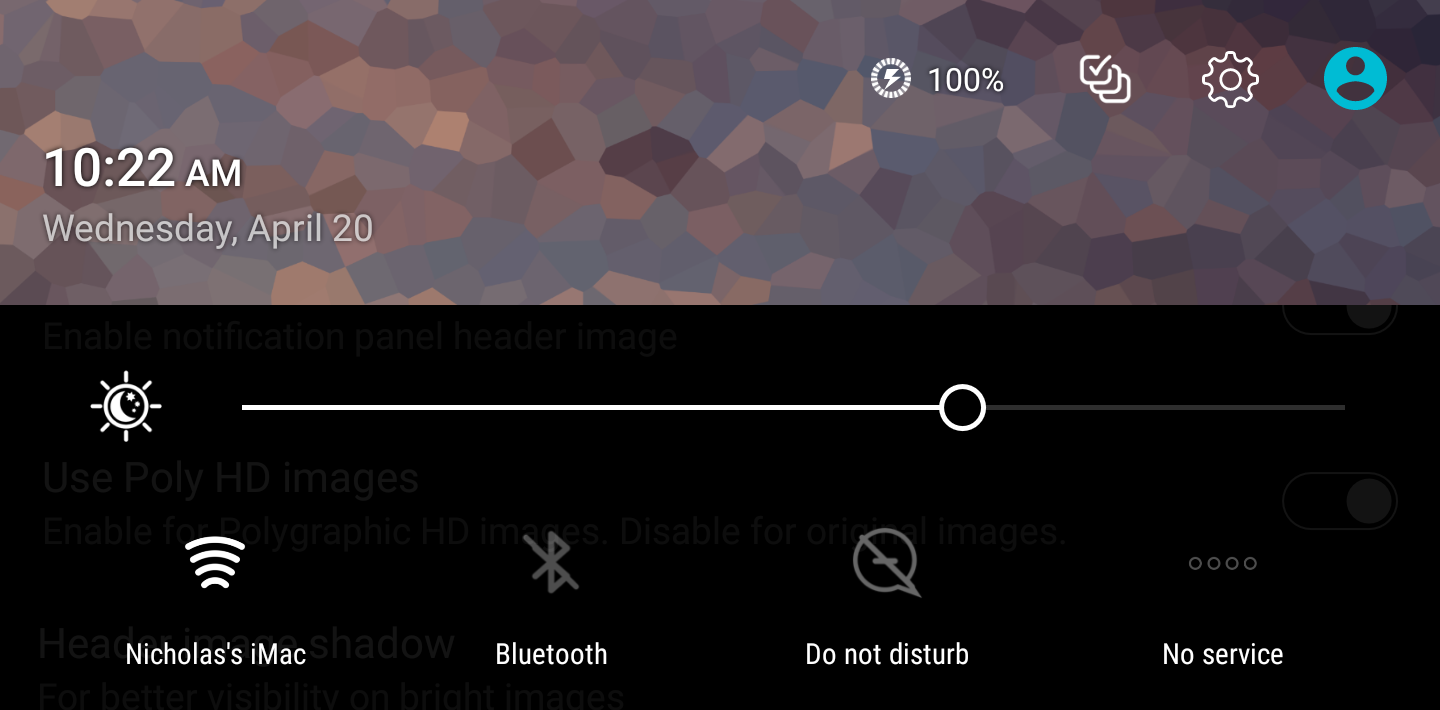 100%
10:22 AM
Wednesday, April 20
Enable notification panel header image
Use Poly HD images
Enable for Polygraphic HD images. Disable for original images.
Header image shadow
Nicholas's iMac
Bluetooth
Do not disturb
No service
For better visibility on bright images